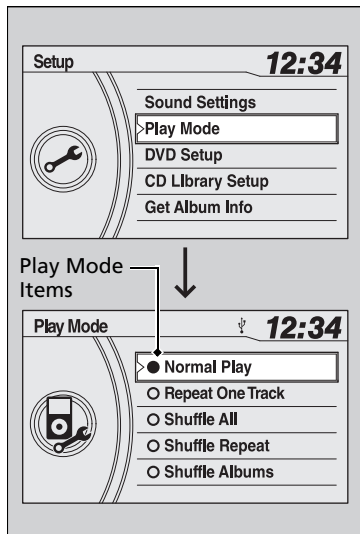 Setup
12:34
Sound Settings
Play Mode
DVD Setup
CD LIbrary Setup
Get Album Info
Play Mode
Items
Play Mode
12:34
Normal Play
Repeat One Track
Shuffle All
Shuffle Repeat
Shuffle Albums